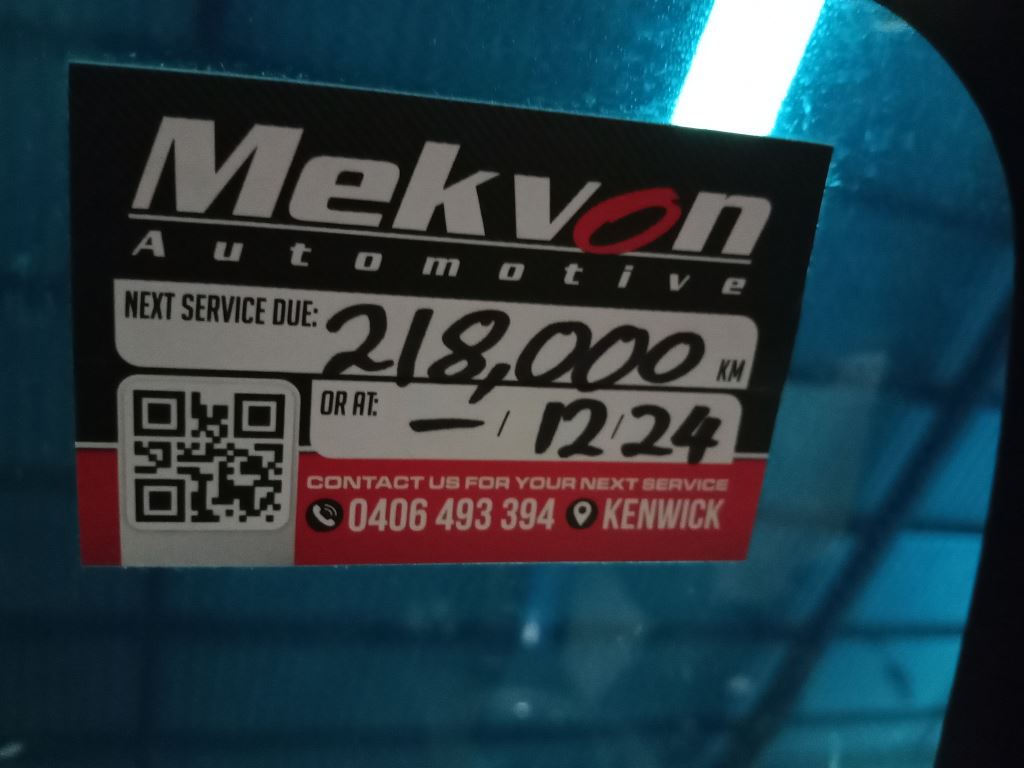 Mekvon
Automotive
NEXT SERVICE DUE: 218,000 KM
OR AT: — / 12 / 24
CONTACT US FOR YOUR NEXT SERVICE
0406 493 394 KENWICK